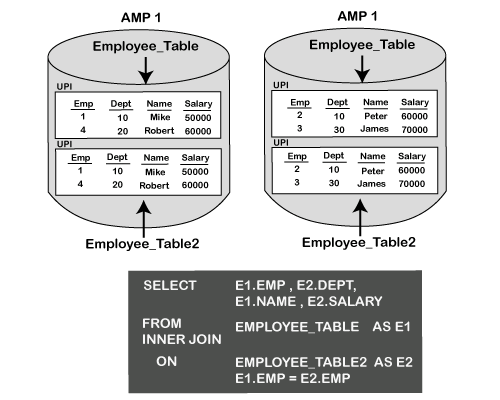 AMP 1
Employee_Table
UPI
Emp Dept Name Salary
1 10 Mike 50000
4 20 Robert 60000
UPI
Emp Dept Name Salary
1 10 Mike 50000
4 20 Robert 60000
Employee_Table2
AMP 1
Employee_Table
UPI
Emp Dept Name Salary
2 10 Peter 60000
3 30 James 70000
UPI
Emp Dept Name Salary
2 10 Peter 60000
3 30 James 70000
Employee_Table2
SELECT E1.EMP , E2.DEPT,
E1.NAME , E2.SALARY
FROM EMPLOYEE_TABLE AS E1
INNER JOIN
ON EMPLOYEE_TABLE2 AS E2
E1.EMP = E2.EMP